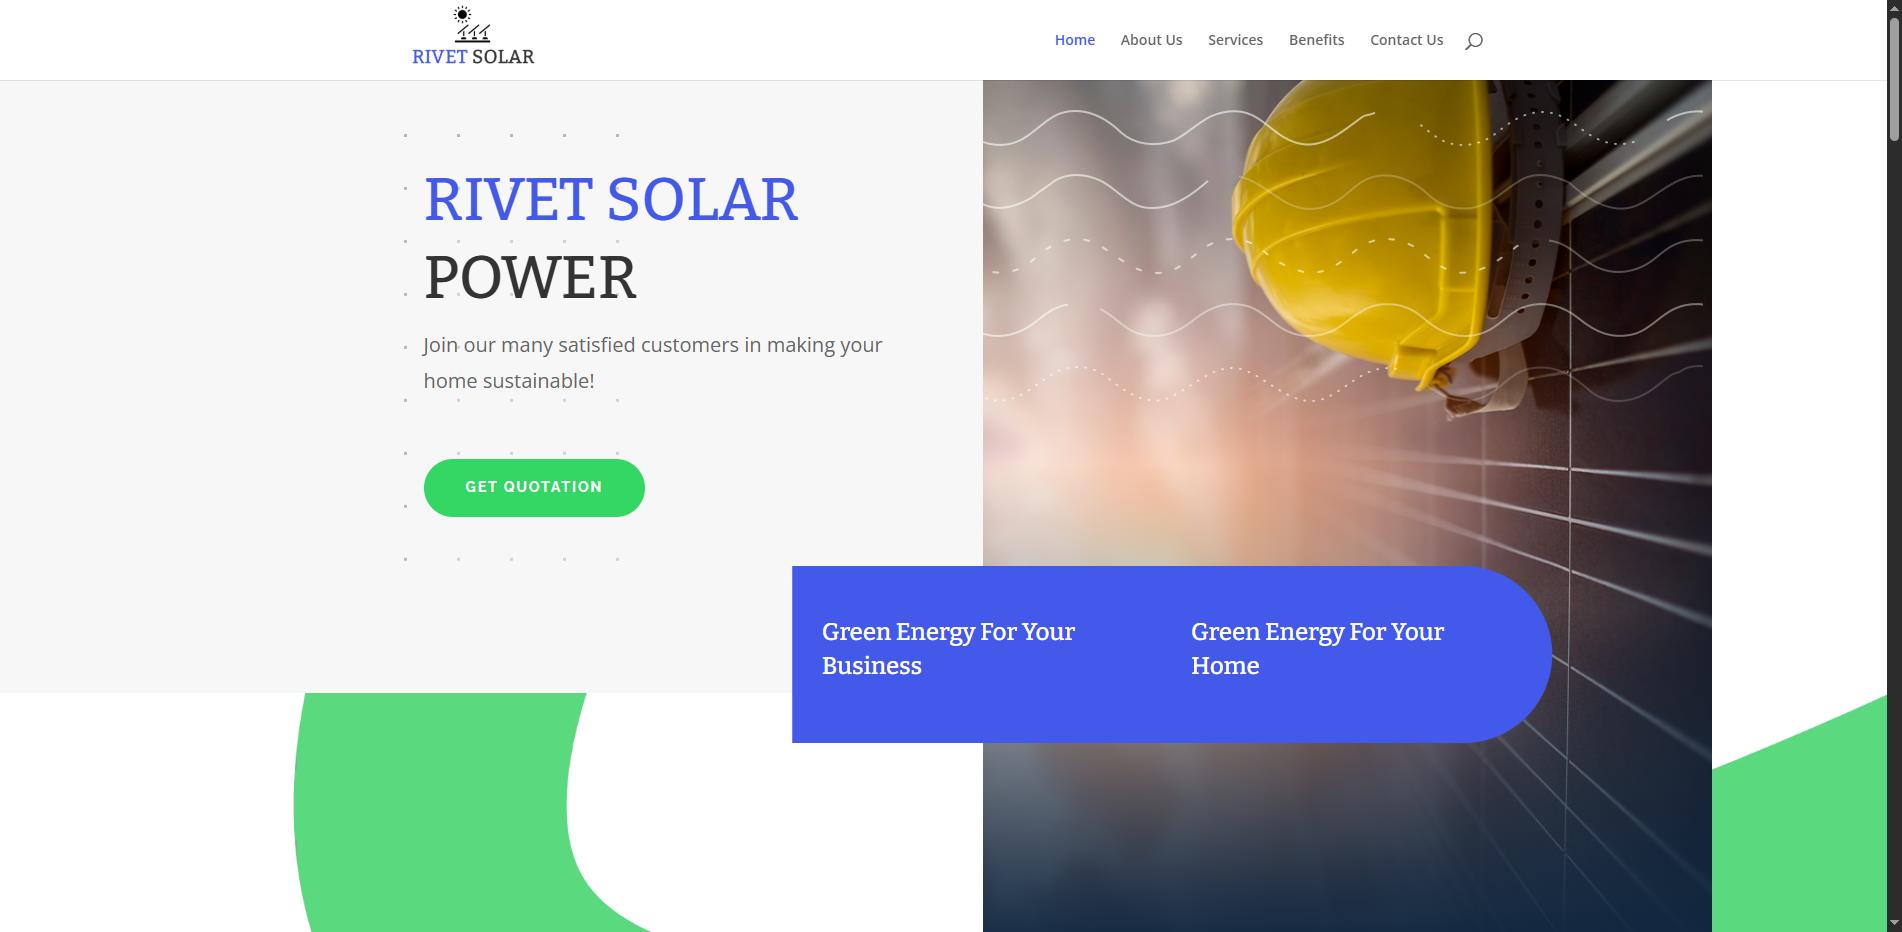 RIVET SOLAR
Home
About Us
Services
Benefits
Contact Us
RIVET SOLAR
POWER
Join our many satisfied customers in making your
home sustainable!
GET QUOTATION
Green Energy For Your
Business
Green Energy For Your
Home